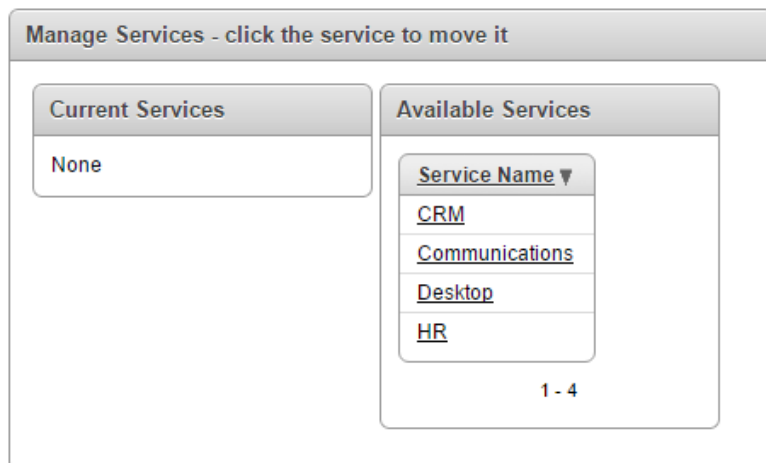 Manage Services - click the service to move it
Current Services
None
Available Services
Service Name ▼
CRM
Communications
Desktop
HR
1 - 4